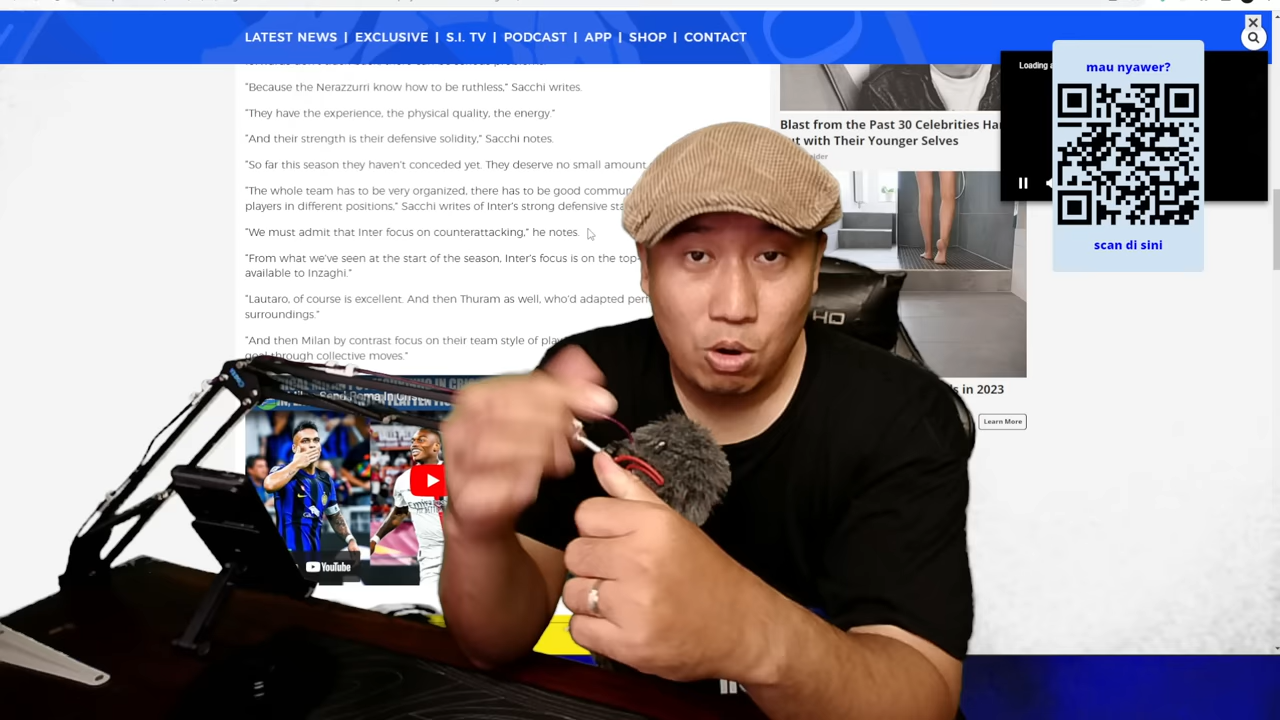 LATEST NEWS | EXCLUSIVE | S.I. TV | PODCAST | APP | SHOP | CONTACT
"Because the Nerazzurri know how to be ruthless," Sacchi writes.
"They have the experience, the physical quality, the energy."
"And their strength is their defensive solidity," Sacchi notes.
"So far this season they haven't conceded yet. They deserve no small amount
"The whole team has to be very organized, there has to be good
players in different positions," Sacchi writes of Inter's strong defensive
"We must admit that Inter focus on counterattacking," he notes.
"From what we've seen at the start of the season, Inter's focus is on the
available to Inzaghi."
"Lautaro, of course is excellent. And then Thuram as well, who'd adapted
surroundings."
"And then Milan by contrast focus on their team style of
goal through collective moves."
YouTube
Blast from the Past 30 Celebrities
with Their Younger Selves
Loading
mau nyawer?
scan di sini
in 2023
Learn More